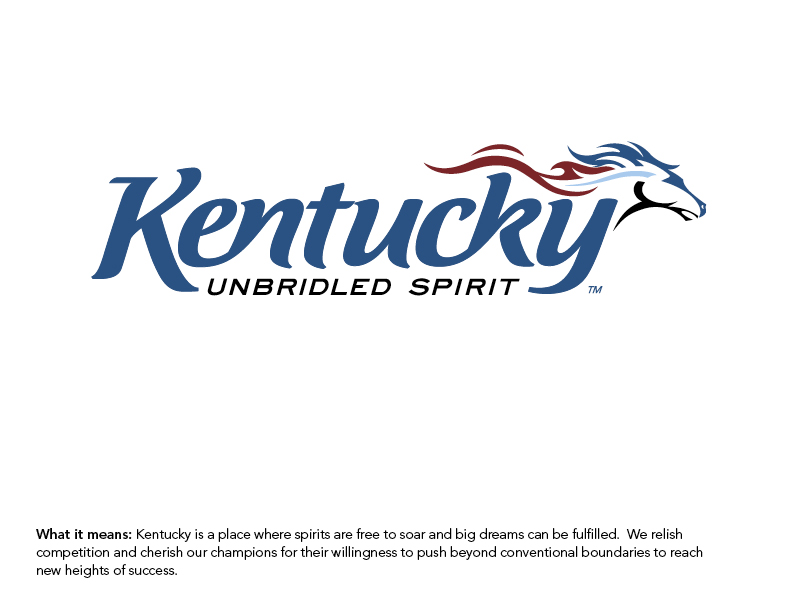 Kentucky
UNBRIDLED SPIRIT TM
What it means: Kentucky is a place where spirits are free to soar and big dreams can be fulfilled.  We relish
competition and cherish our champions for their willingness to push beyond conventional boundaries to reach
new heights of success.